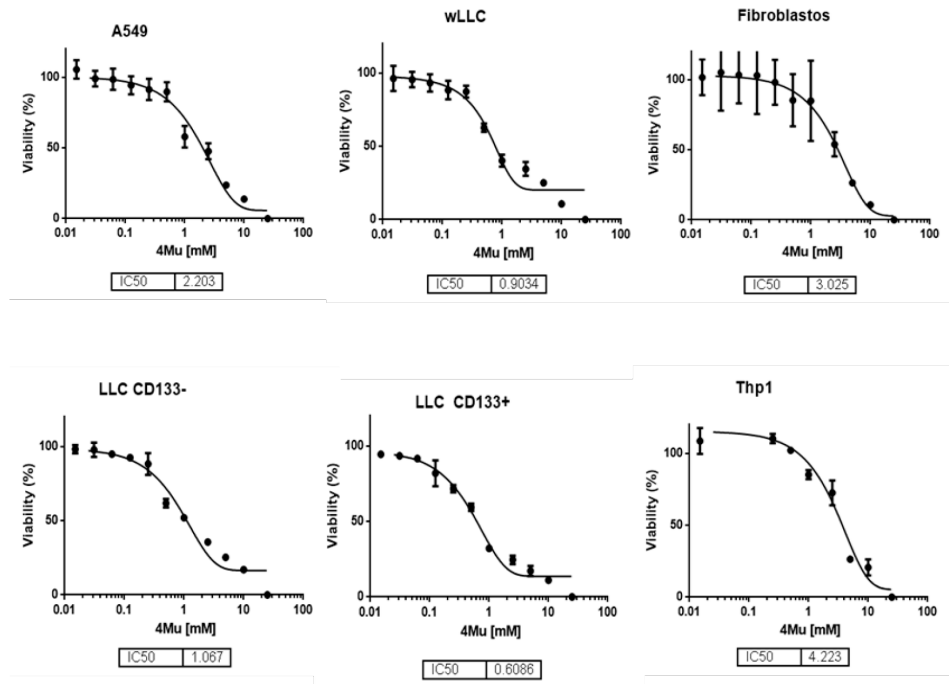 A549
Viability (%)
100
50
0
0.01 0.1 1 10 100
4Mu [mM]
IC50 2.203
wLLC
Viability (%)
100
50
0
0.01 0.1 1 10 100
4Mu [mM]
IC50 0.9034
Fibroblastos
Viability (%)
100
50
0
0.01 0.1 1 10 100
4Mu [mM]
IC50 3.025
LLC CD133-
Viability (%)
100
50
0
0.01 0.1 1 10 100
4Mu [mM]
IC50 1.067
LLC CD133+
Viability (%)
100
50
0
0.01 0.1 1 10 100
4Mu [mM]
IC50 0.6086
Thp1
Viability (%)
100
50
0
0.01 0.1 1 10 100
4Mu [mM]
IC50 4.223